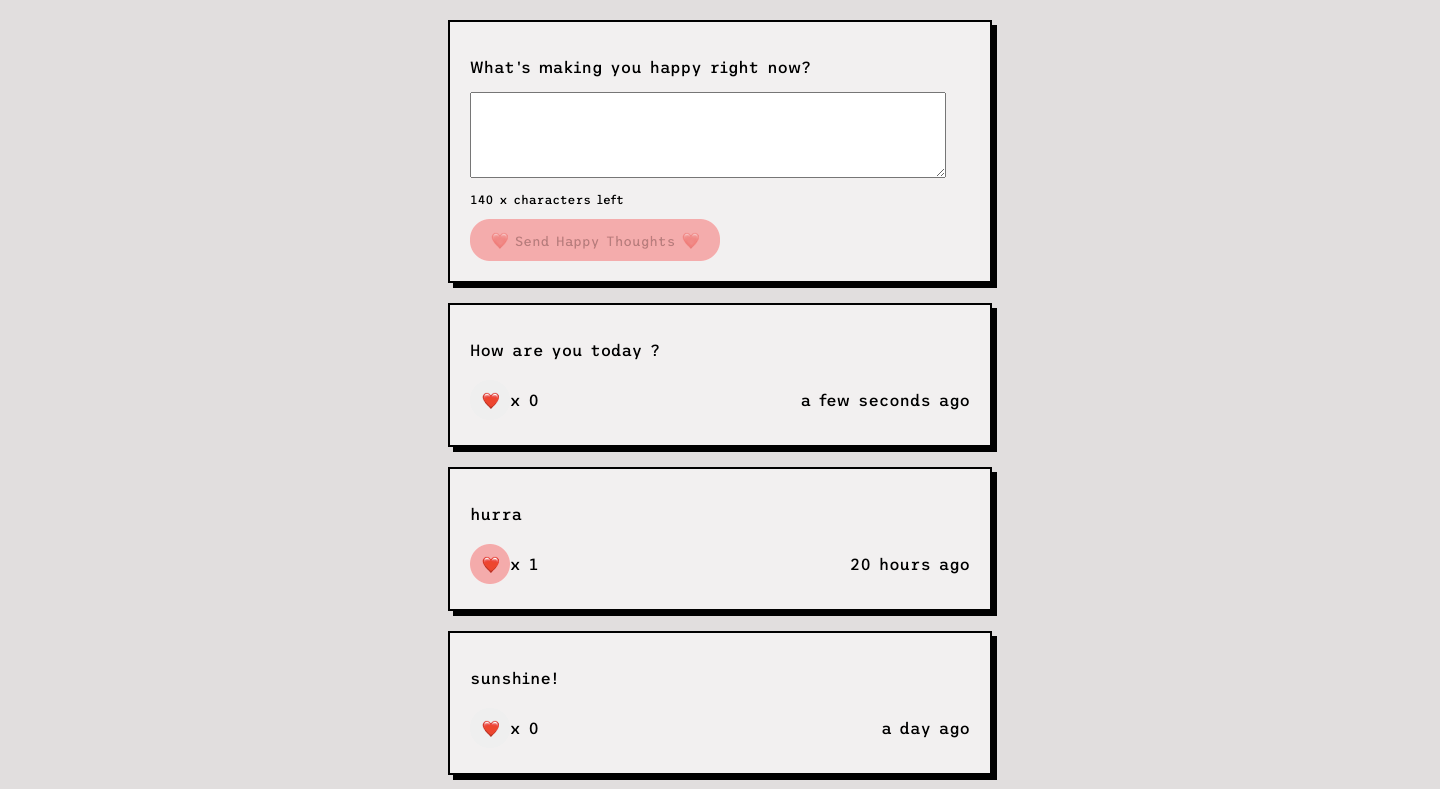 What's making you happy right now?
140 x characters left
❤️ Send Happy Thoughts ❤️
How are you today ?
❤️ x 0 a few seconds ago
hurra
❤️ x 1 20 hours ago
sunshine!
❤️ x 0 a day ago